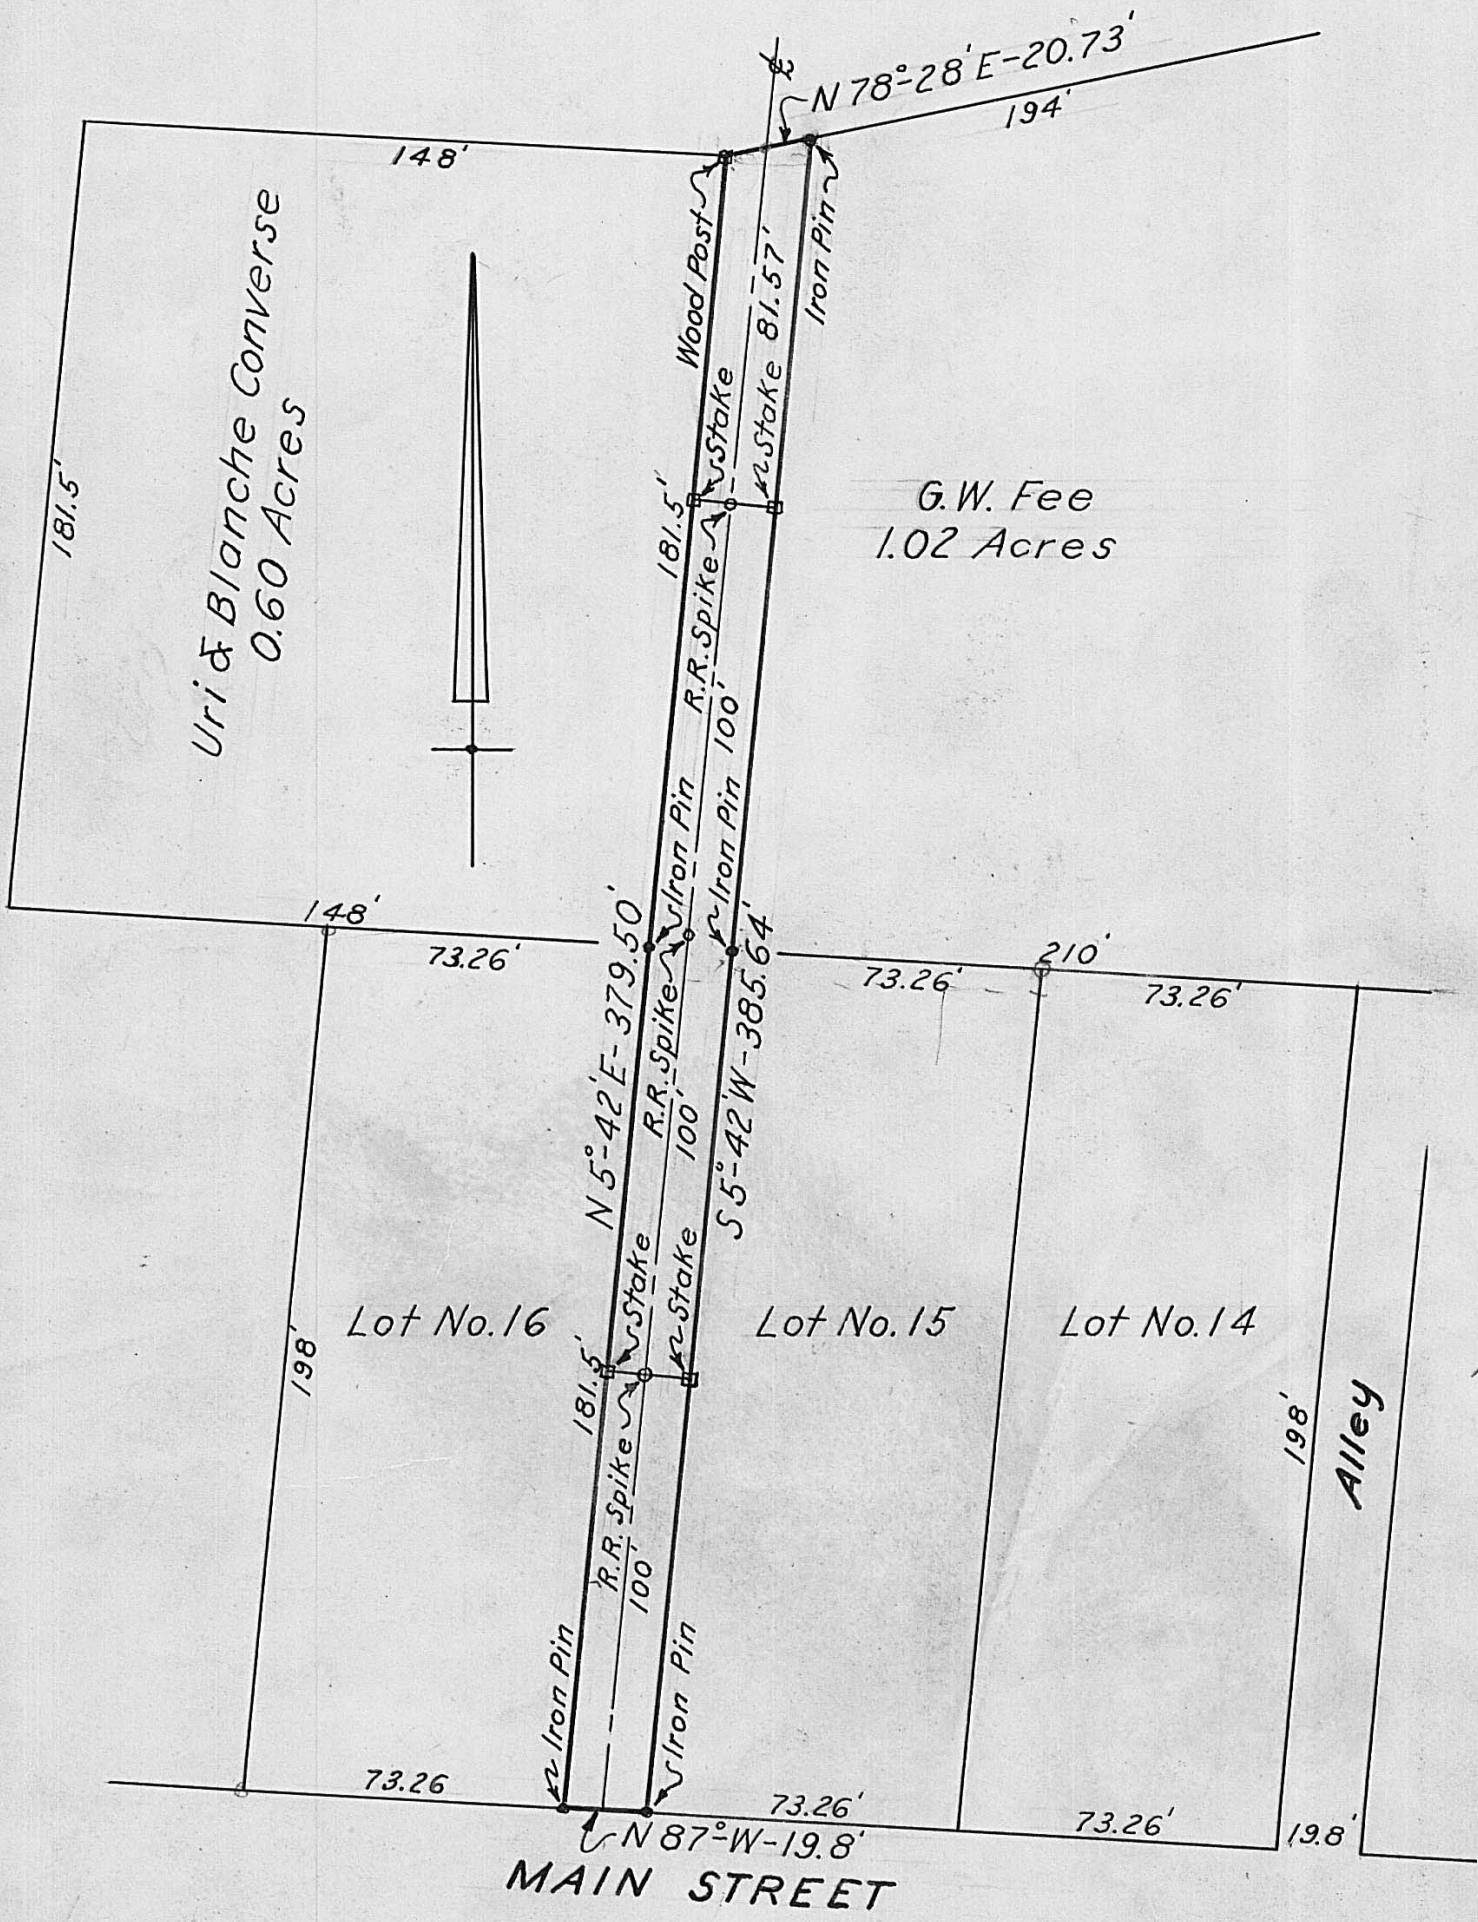 ℄
N 78°-28' E-20.73'
194'
148'
Wood Post
Iron Pin
81.57'
Uri & Blanche Converse
0.60 Acres
181.5'
Stake
Stake
181.5'
G.W. Fee
1.02 Acres
R.R. Spike
100'
Iron Pin
Iron Pin
148'
73.26'
210'
73.26'
73.26'
N 5°-42' E-379.50'
R.R. Spike
100'
S 5°-42' W-385.64'
Stake
Stake
Lot No. 16
Lot No. 15
Lot No. 14
198'
181.5'
198'
Alley
R.R. Spike
100'
Iron Pin
Iron Pin
73.26
73.26'
73.26'
19.8'
N 87°-W-19.8'
MAIN STREET